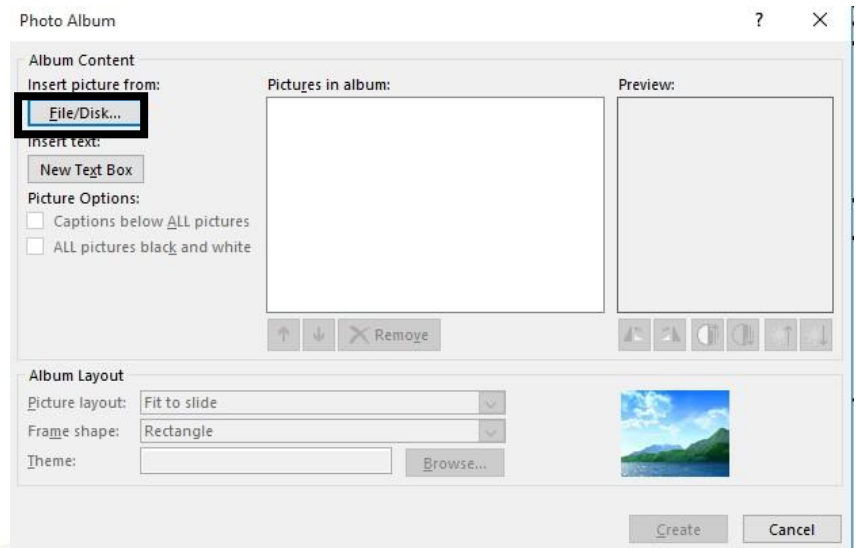 Photo Album ? ×
Album Content
Insert picture from:
File/Disk...
Insert text:
New Text Box
Picture Options:
Captions below ALL pictures
ALL pictures black and white
Pictures in album:
Remove
Preview:
Album Layout
Picture layout: Fit to slide
Frame shape: Rectangle
Theme:
Browse...
Create Cancel